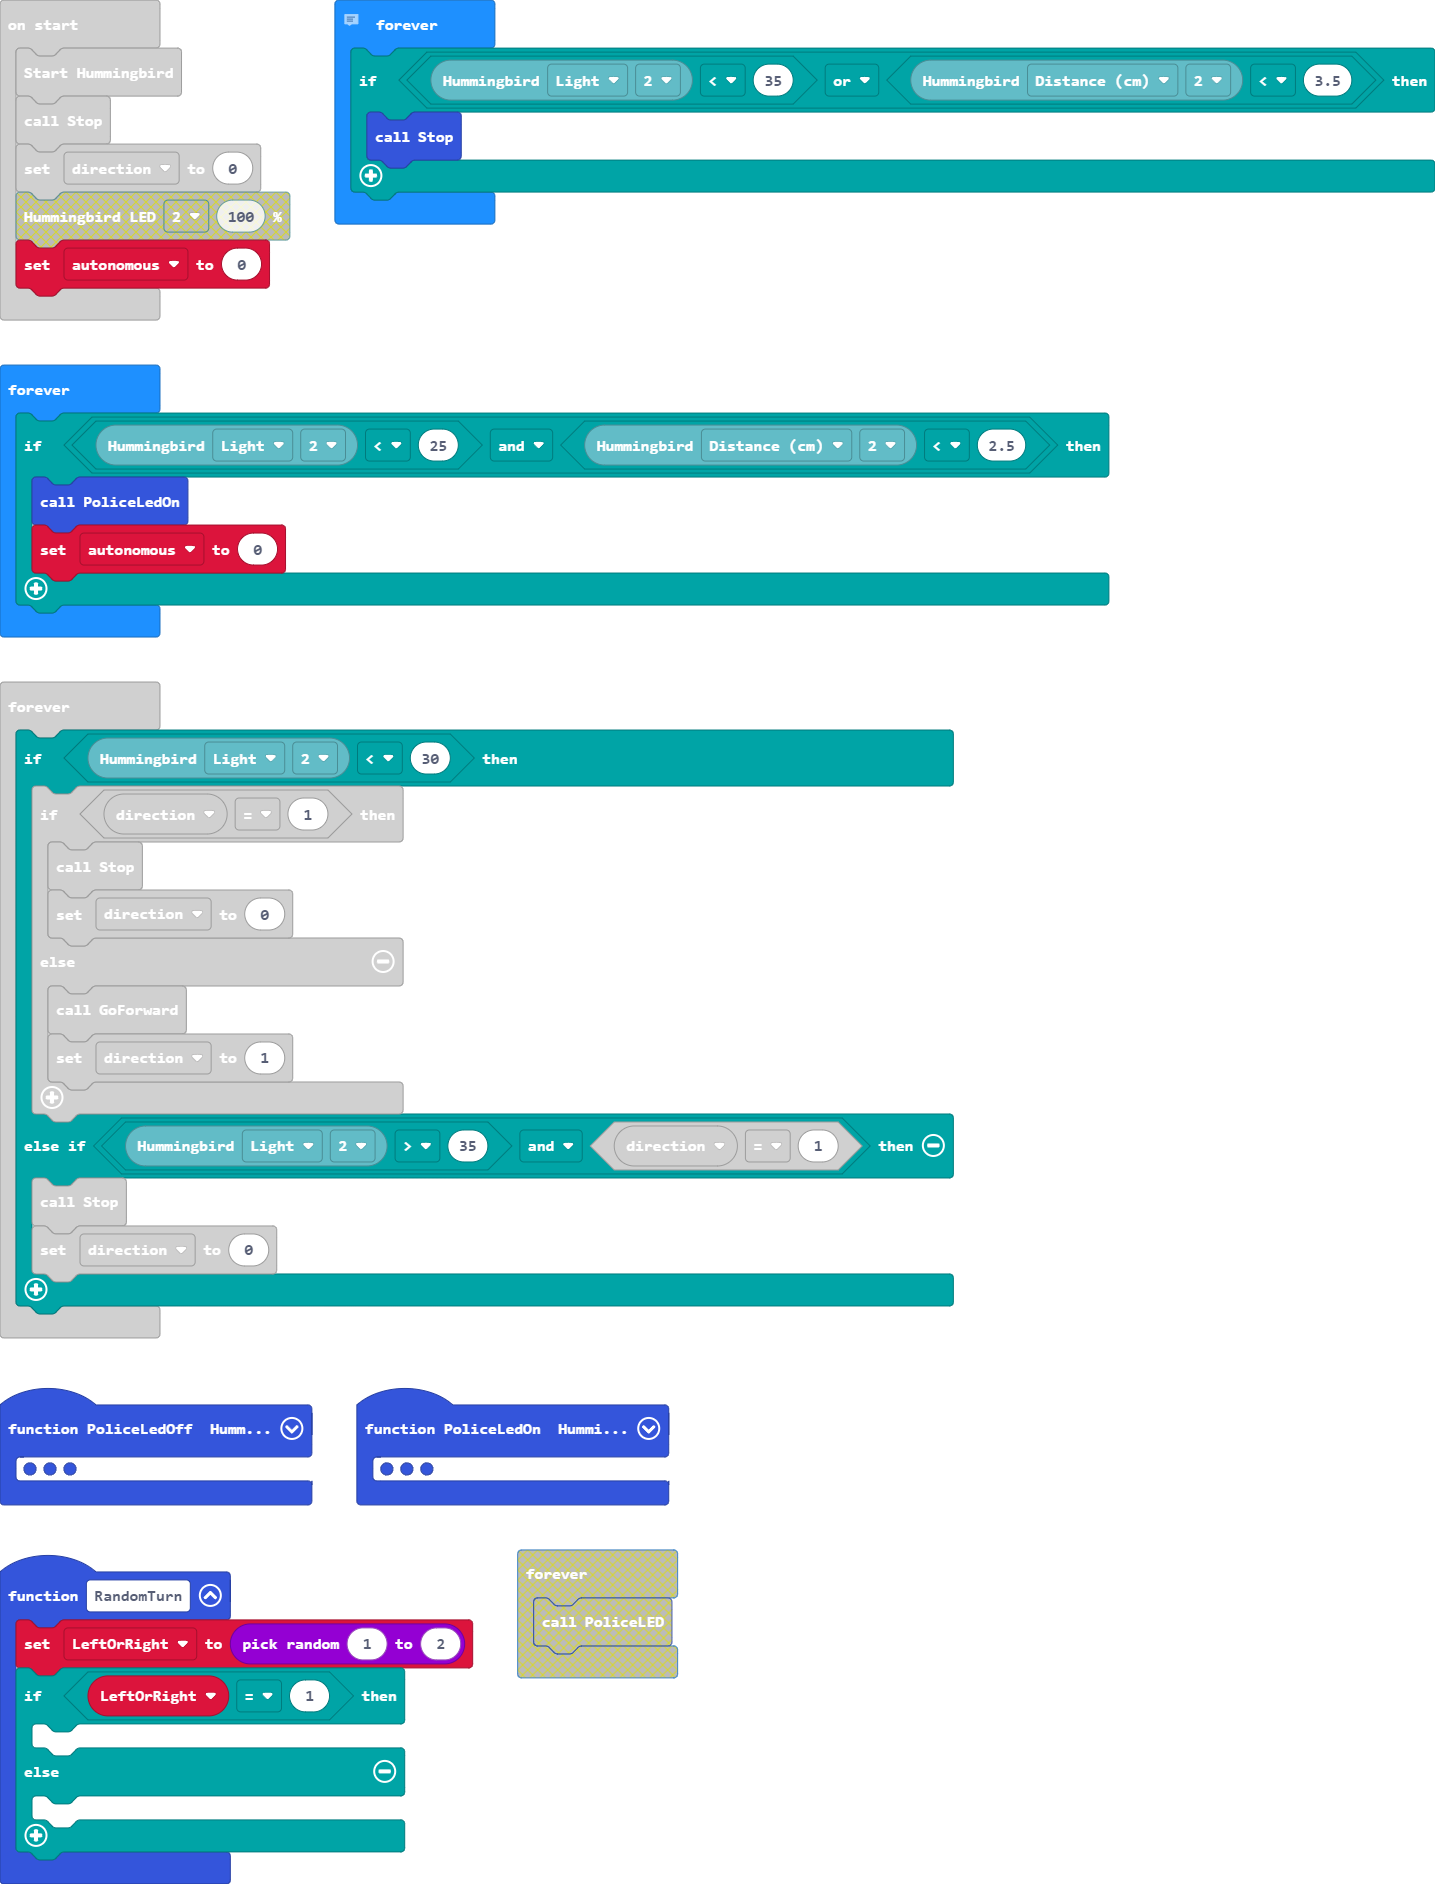 on start
Start Hummingbird
call Stop
set direction to 0
Hummingbird LED 2 100 %
set autonomous to 0
forever
if Hummingbird Light 2 < 35 or Hummingbird Distance (cm) 2 < 3.5 then
call Stop
forever
if Hummingbird Light 2 < 25 and Hummingbird Distance (cm) 2 < 2.5 then
call PoliceLedOn
set autonomous to 0
forever
if Hummingbird Light 2 < 30 then
if direction = 1 then
call Stop
set direction to 0
else
call GoForward
set direction to 1
else if Hummingbird Light 2 > 35 and direction = 1 then
call Stop
set direction to 0
function PoliceLedOff Humm...
function PoliceLedOn Hummi...
function RandomTurn
set LeftOrRight to pick random 1 to 2
if LeftOrRight = 1 then
else
forever
call PoliceLED